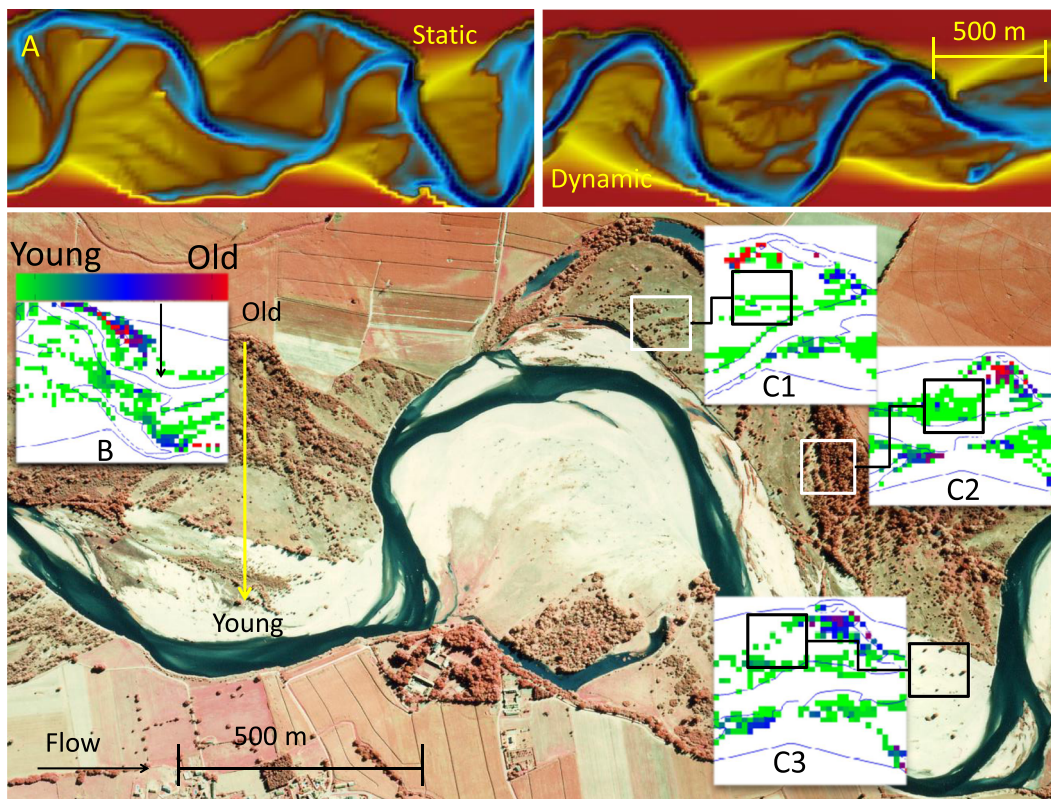 A
Static
500 m
Dynamic
Young
Old
Old
B
C1
C2
Young
C3
Flow
500 m